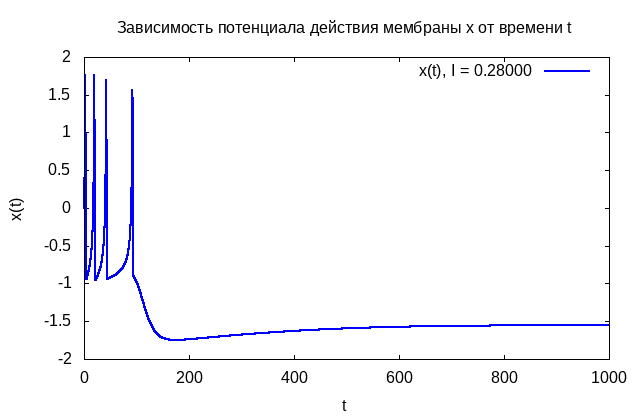 Зависимость потенциала действия мембраны x от времени t
x(t), I = 0.28000
2
1.5
1
0.5
0
-0.5
-1
-1.5
-2
x(t)
0 200 400 600 800 1000
t